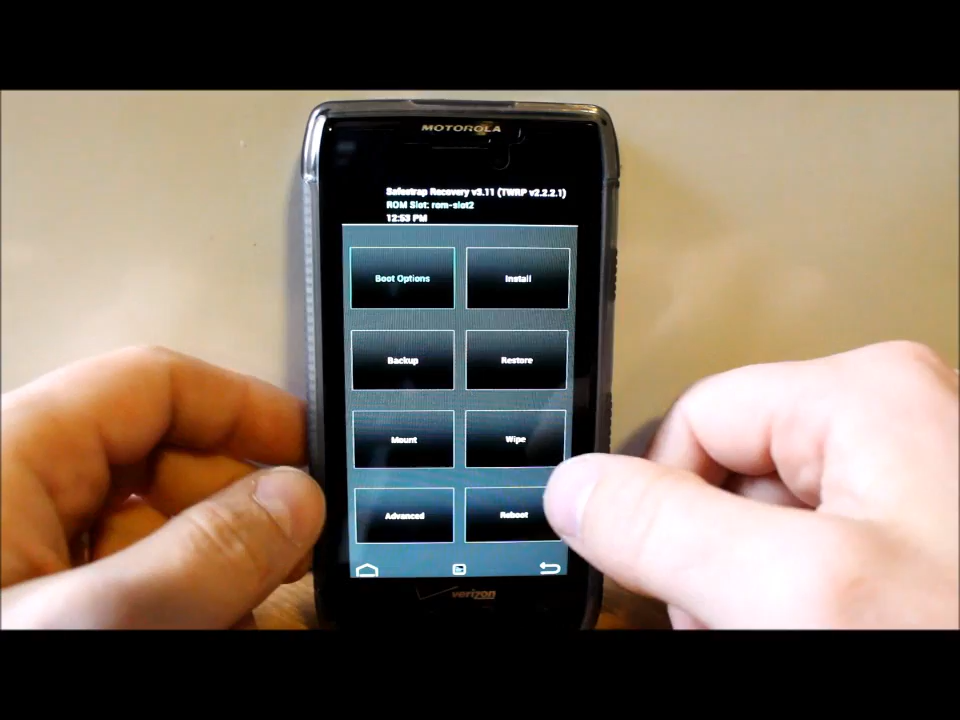 MOTOROLA
Safestrap Recovery v3.11 (TWRP v2.2.2.1)
ROM Slot: rom-slot2
12:53 PM
Boot Options
Install
Backup
Restore
Mount
Wipe
Advanced
Reboot
verizon